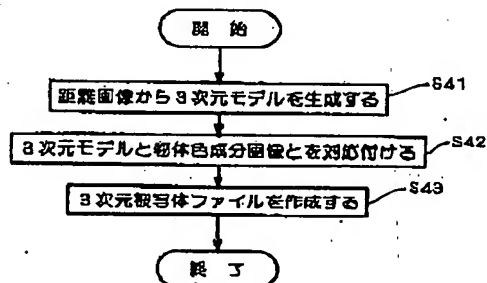 開始
距離画像から3次元モデルを生成する
S41
3次元モデルと物体色成分画像とを対応付ける
S42
3次元被写体ファイルを作成する
S43
終了